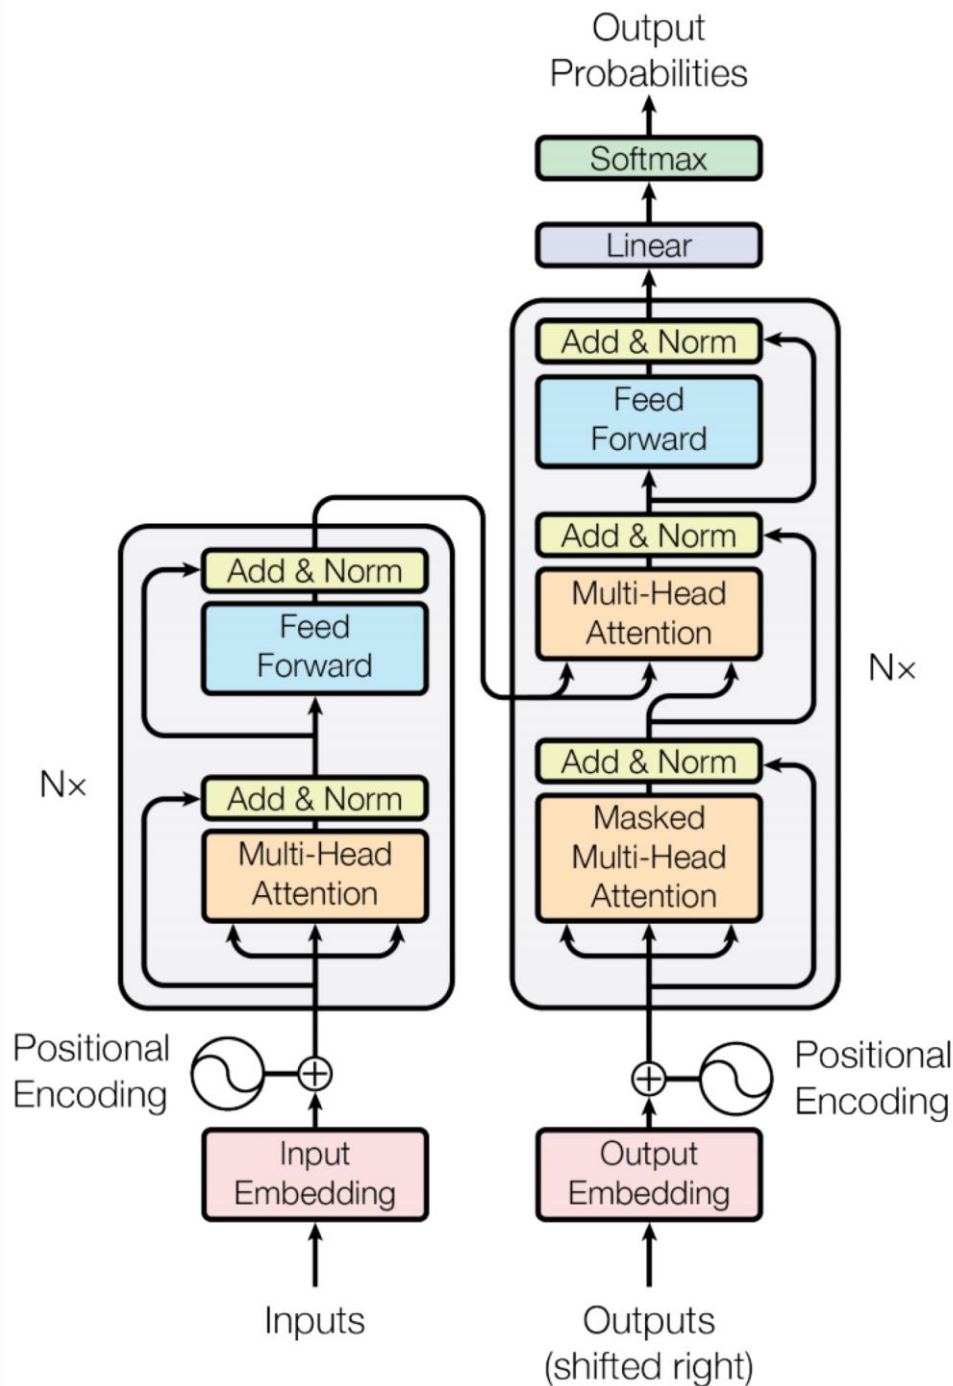 Output
Probabilities
Softmax
Linear
Add & Norm
Feed
Forward
Add & Norm
Multi-Head
Attention
N×
Add & Norm
Masked
Multi-Head
Attention
Add & Norm
Feed
Forward
N×
Add & Norm
Multi-Head
Attention
Positional
Encoding
Positional
Encoding
Input
Embedding
Output
Embedding
Inputs
Outputs
(shifted right)